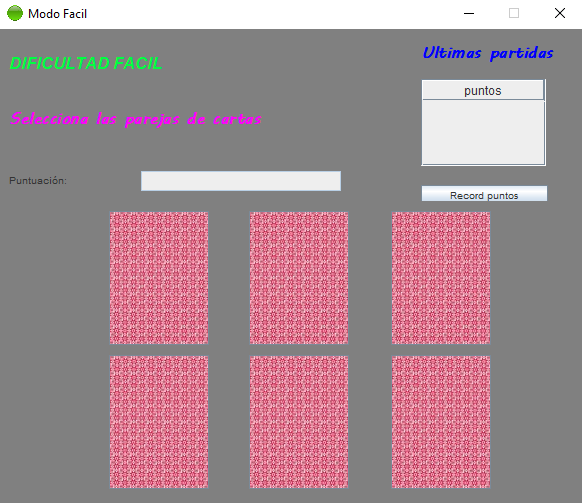 Modo Facil
Ultimas partidas
DIFICULTAD FACIL
puntos
Selecciona las parejas de cartas
Puntuación:
Record puntos